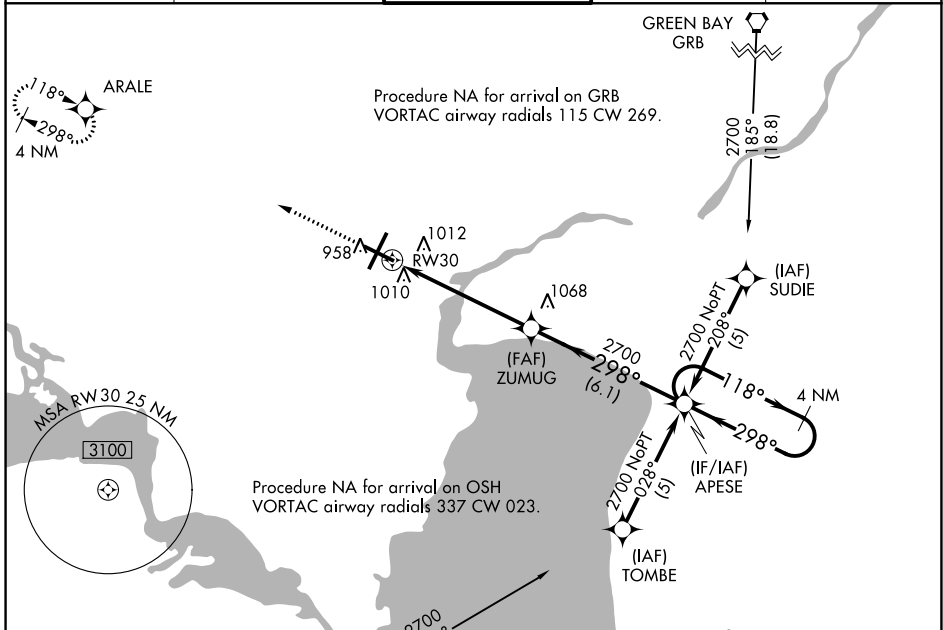 GREEN BAY
GRB
118°
ARALE
298°
4 NM
Procedure NA for arrival on GRB
VORTAC airway radials 115 CW 269.
2700
185°
(18.8)
958
1012
RW30
1010
(IAF)
SUDIE
1068
2700 NoPT
208°
(5)
(FAF)
ZUMUG
2700
298°
(6.1)
118°
4 NM
298°
(IF/IAF)
APESE
MSA RW30 25 NM
3100
2700 NoPT
028°
(5)
Procedure NA for arrival on OSH
VORTAC airway radials 337 CW 023.
(IAF)
TOMBE
2700